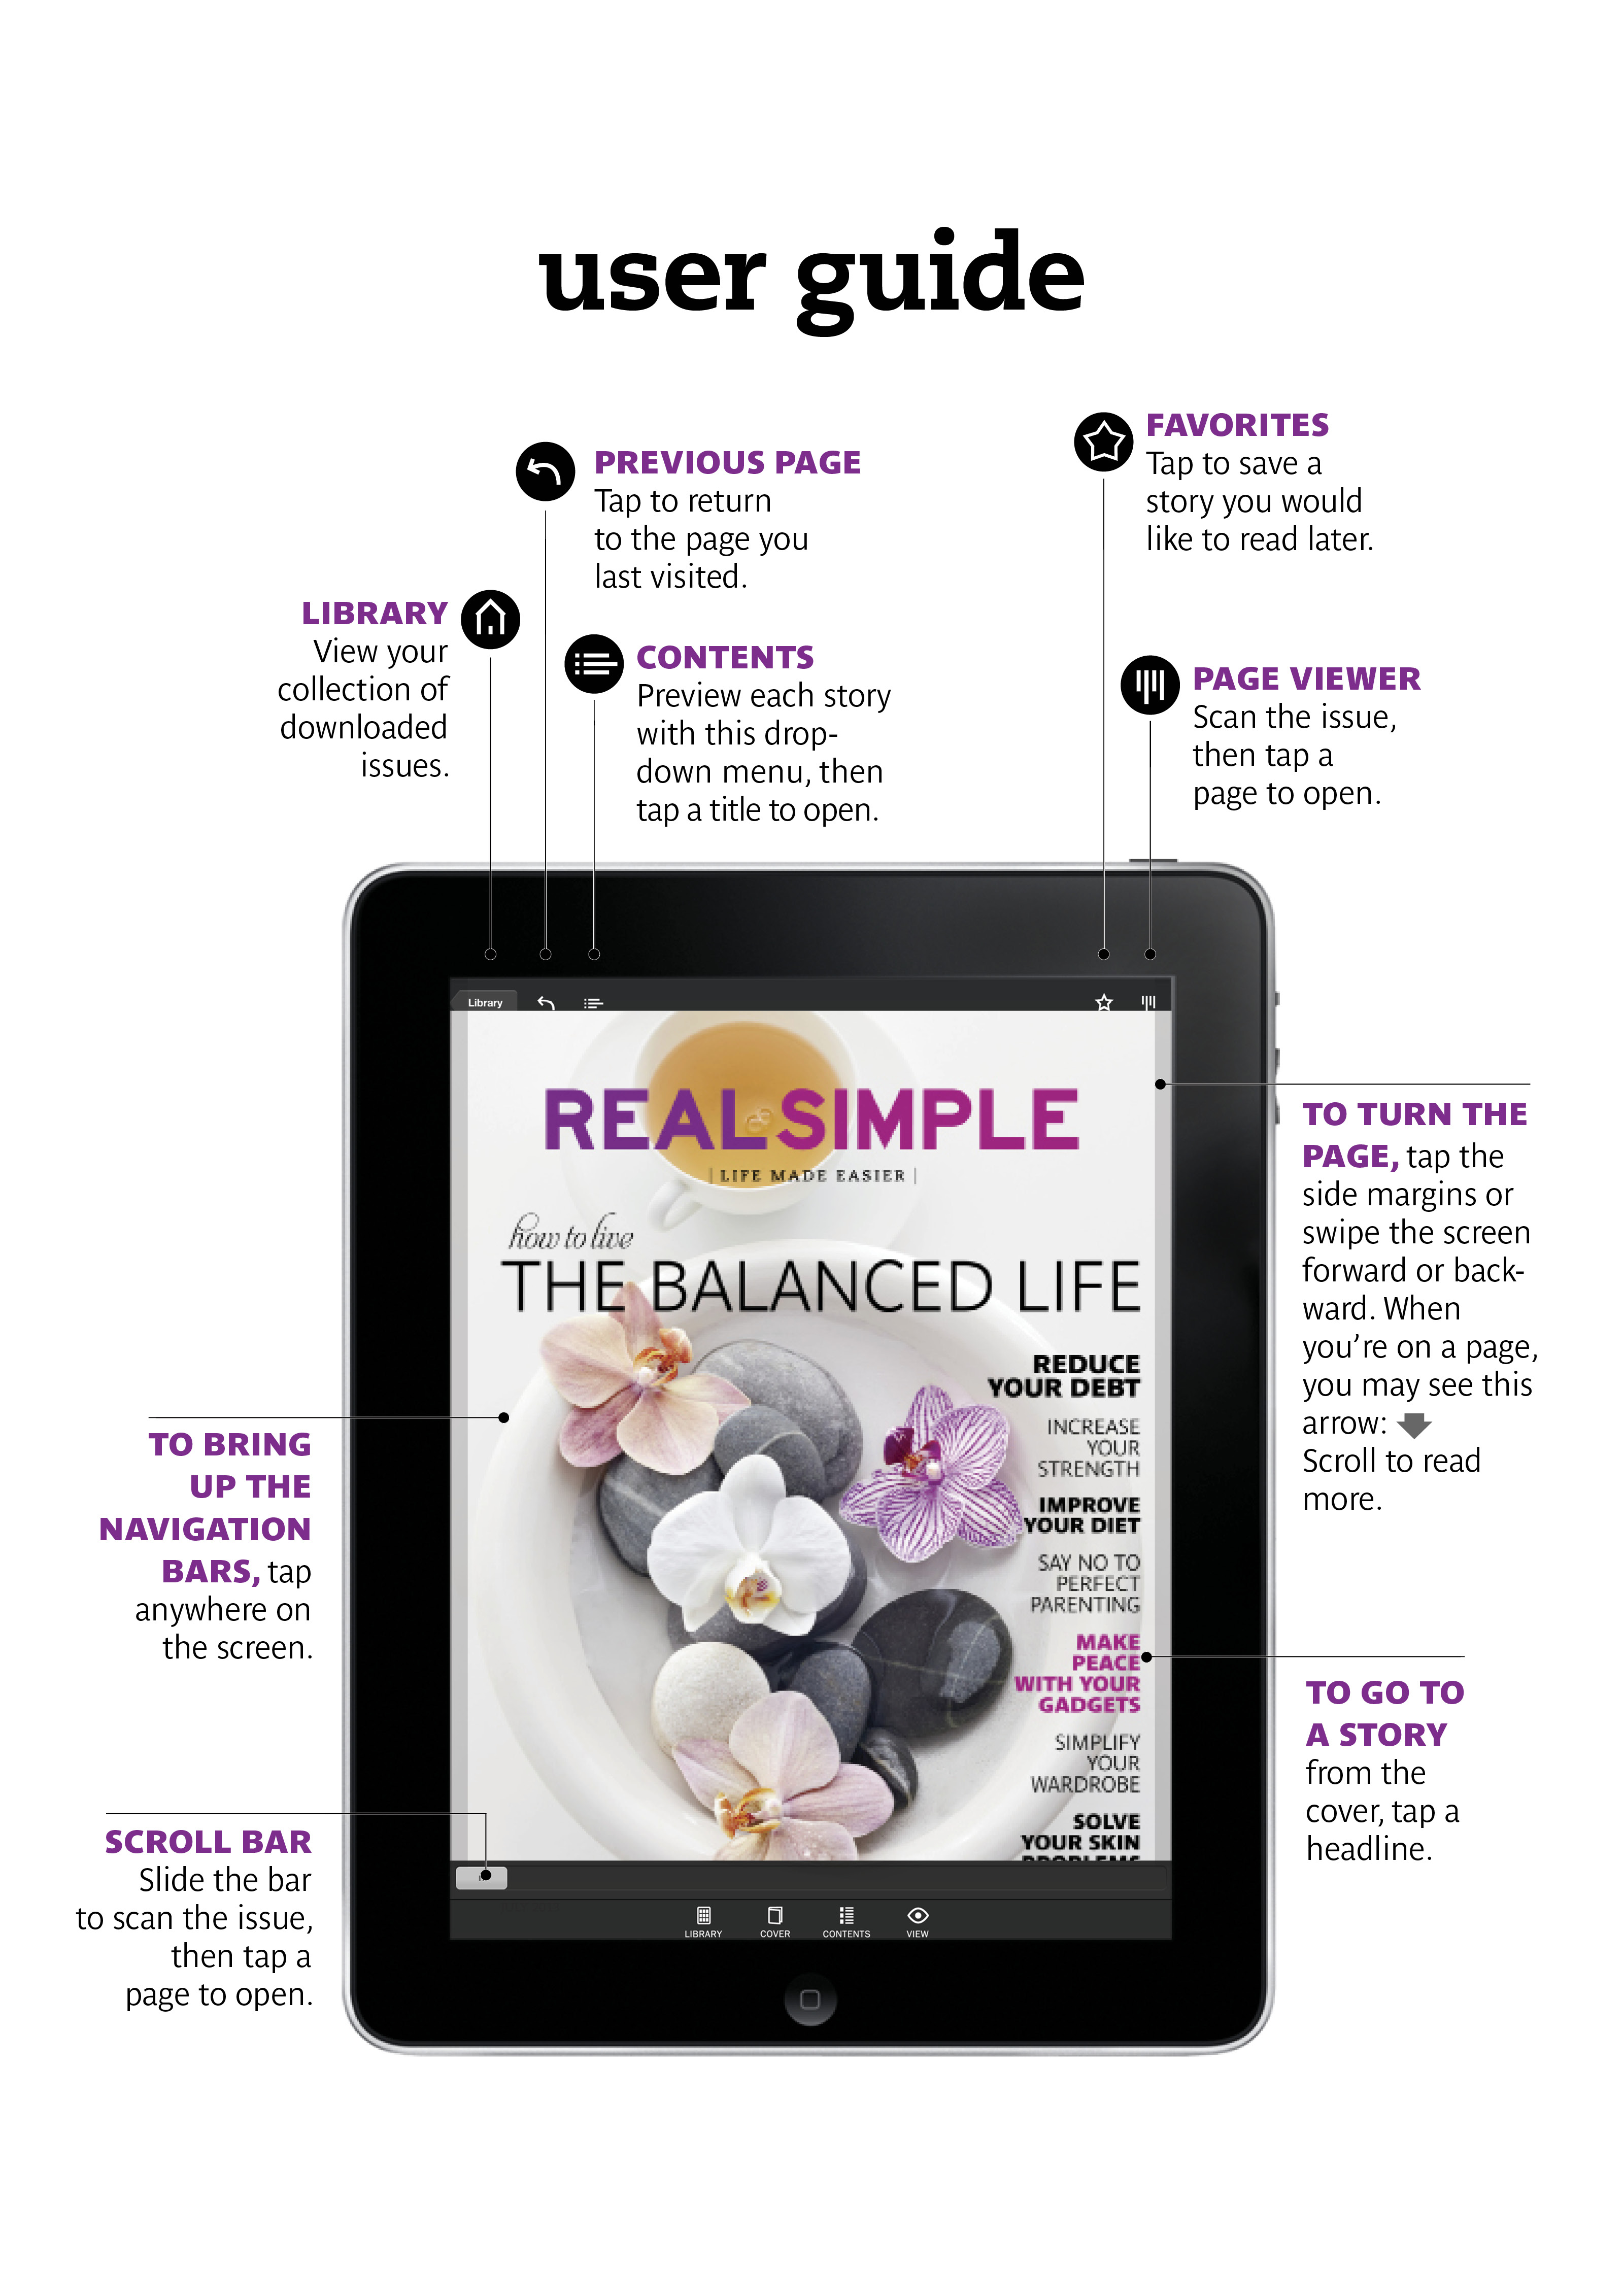 user guide
FAVORITES
Tap to save a
story you would
like to read later.
PREVIOUS PAGE
Tap to return
to the page you
last visited.
LIBRARY
View your
collection of
downloaded
issues.
CONTENTS
Preview each story
with this drop-
down menu, then
tap a title to open.
PAGE VIEWER
Scan the issue,
then tap a
page to open.
Library
REALSIMPLE
| LIFE MADE EASIER |
how to live
THE BALANCED LIFE
REDUCE
YOUR DEBT
INCREASE
YOUR
STRENGTH
IMPROVE
YOUR DIET
SAY NO TO
PERFECT
PARENTING
MAKE
PEACE
WITH YOUR
GADGETS
SIMPLIFY
YOUR
WARDROBE
SOLVE
YOUR SKIN
PROBLEMS
LIBRARY
COVER
CONTENTS
VIEW
TO TURN THE
PAGE, tap the
side margins or
swipe the screen
forward or back-
ward. When
you’re on a page,
you may see this
arrow:
Scroll to read
more.
TO BRING
UP THE
NAVIGATION
BARS, tap
anywhere on
the screen.
TO GO TO
A STORY
from the
cover, tap a
headline.
SCROLL BAR
Slide the bar
to scan the issue,
then tap a
page to open.